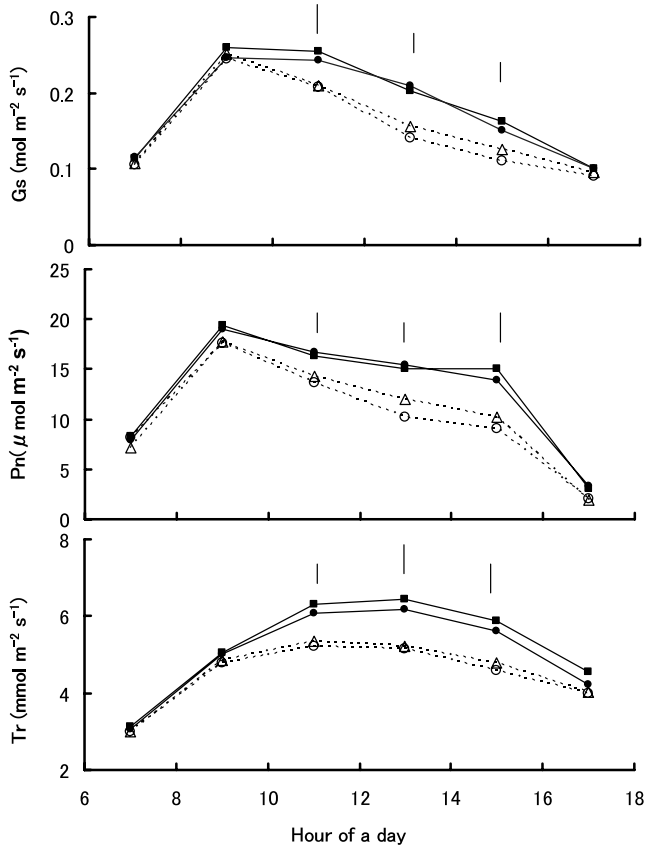 0.3
0.2
0.1
0
Gs (mol m⁻² s⁻¹)
25
20
15
10
5
0
Pn( μ mol m⁻² s⁻¹)
8
6
4
2
Tr (mmol m⁻² s⁻¹)
6 8 10 12 14 16 18
Hour of a day